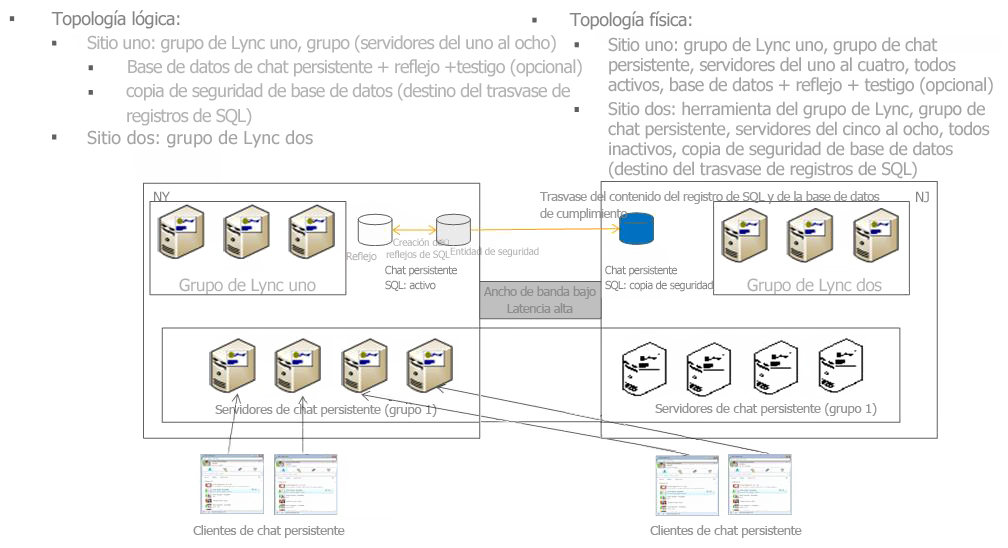 Topología lógica:
Sitio uno: grupo de Lync uno, grupo (servidores del uno al ocho)
Base de datos de chat persistente + reflejo +testigo (opcional)
copia de seguridad de base de datos (destino del trasvase de
registros de SQL)
Sitio dos: grupo de Lync dos
Topología física:
Sitio uno: grupo de Lync uno, grupo de chat
persistente, servidores del uno al cuatro, todos
activos, base de datos + reflejo + testigo (opcional)
Sitio dos: herramienta del grupo de Lync, grupo de
chat persistente, servidores del cinco al ocho, todos
inactivos, copia de seguridad de base de datos
(destino del trasvase de registros de SQL)
NY
Trasvase del contenido del registro de SQL y de la base de datos
de cumplimiento
NJ
Creación de
reflejos de SQL
Entidad de seguridad
Reflejo
Chat persistente
SQL: activo
Chat persistente
SQL: copia de seguridad
Grupo de Lync uno
Grupo de Lync dos
Ancho de banda bajo
Latencia alta
Servidores de chat persistente (grupo 1)
Servidores de chat persistente (grupo 1)
Clientes de chat persistente
Clientes de chat persistente